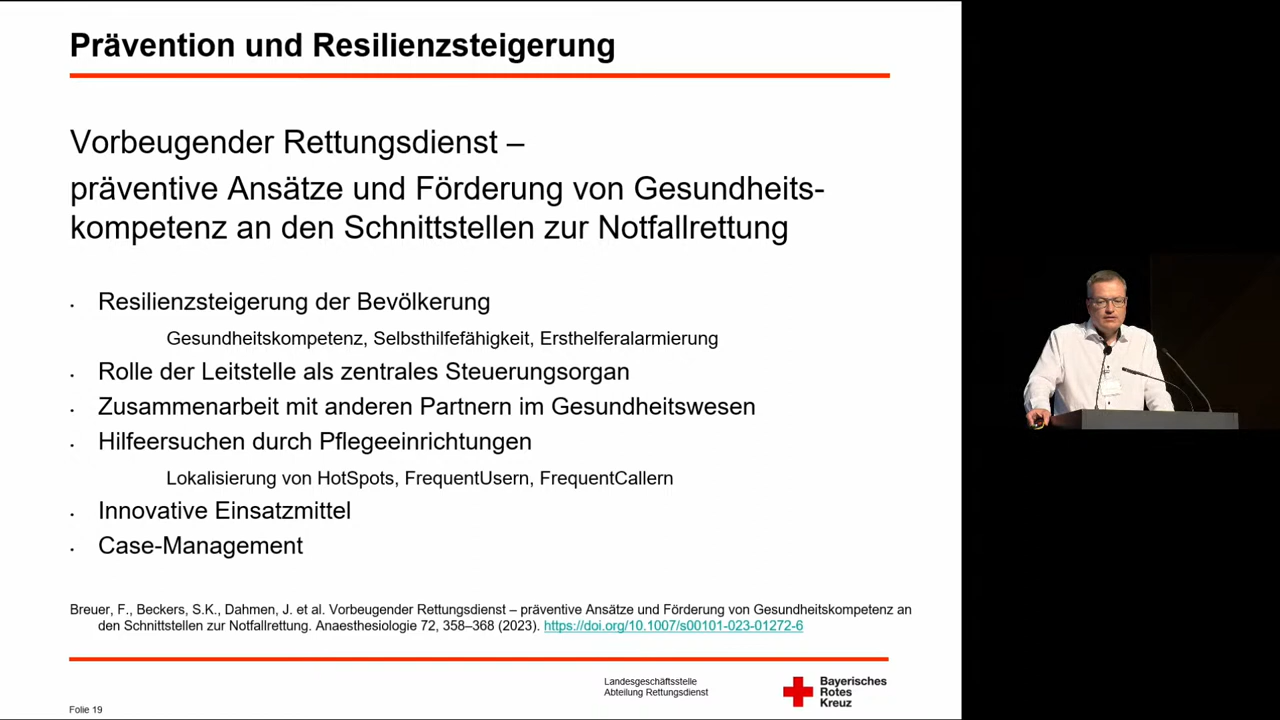 Prävention und Resilienzsteigerung
Vorbeugender Rettungsdienst –
präventive Ansätze und Förderung von Gesundheits-
kompetenz an den Schnittstellen zur Notfallrettung
• Resilienzsteigerung der Bevölkerung
Gesundheitskompetenz, Selbsthilfefähigkeit, Ersthelferalarmierung
• Rolle der Leitstelle als zentrales Steuerungsorgan
• Zusammenarbeit mit anderen Partnern im Gesundheitswesen
• Hilfeersuchen durch Pflegeeinrichtungen
Lokalisierung von HotSpots, FrequentUsern, FrequentCallern
• Innovative Einsatzmittel
• Case-Management
Breuer, F., Beckers, S.K., Dahmen, J. et al. Vorbeugender Rettungsdienst – präventive Ansätze und Förderung von Gesundheitskompetenz an
den Schnittstellen zur Notfallrettung. Anaesthesiologie 72, 358–368 (2023). https://doi.org/10.1007/s00101-023-01272-6
Landesgeschäftsstelle
Abteilung Rettungsdienst
Bayerisches
Rotes
Kreuz
Folie 19